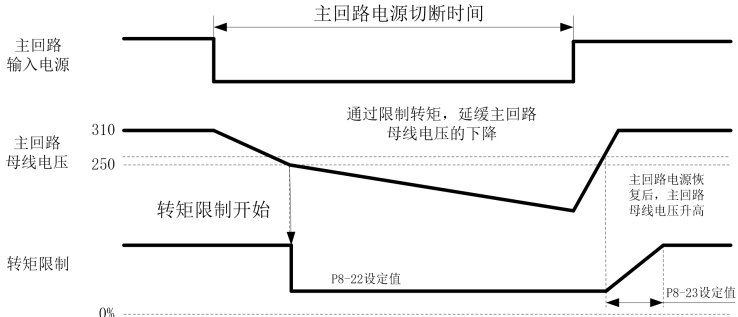 主回路电源切断时间
主回路
输入电源
通过限制转矩，延缓主回路
母线电压的下降
主回路
母线电压
310
250
主回路电源恢
复后，主回路
母线电压升高
转矩限制开始
转矩限制
P8-22设定值
P8-23设定值
0%